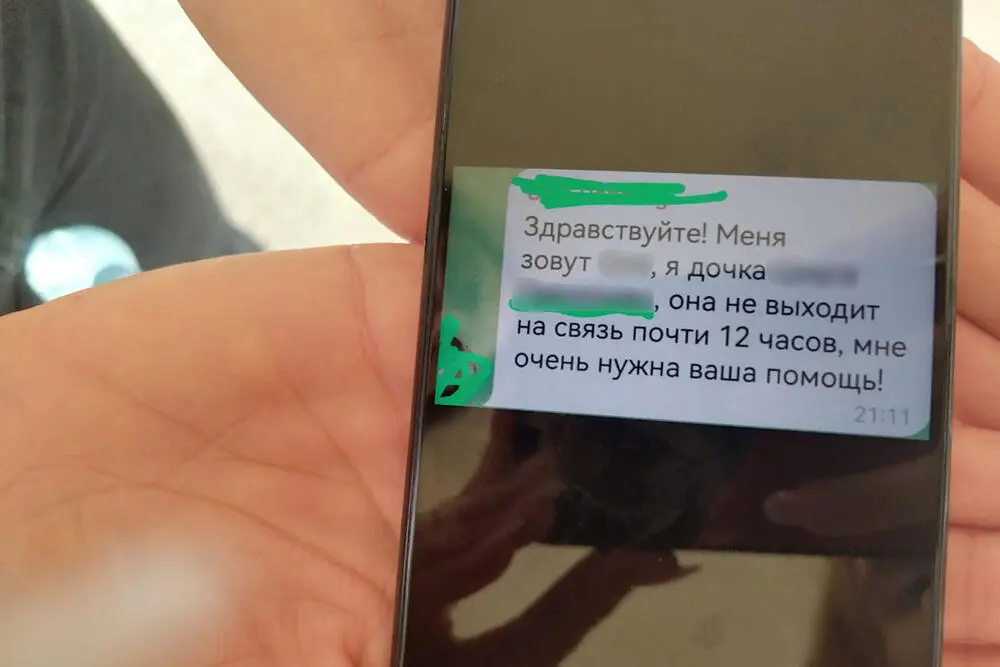 Здравствуйте! Меня
зовут , я дочка
, она не выходит
на связь почти 12 часов, мне
очень нужна ваша помощь!
21:11